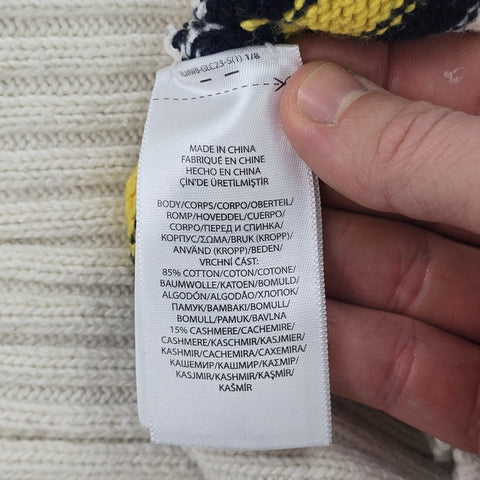 1/8
MADE IN CHINA
FABRIQUÉ EN CHINE
HECHO EN CHINA
ÇİN'DE ÜRETİLMİŞTİR
BODY/CORPS/CORPO/OBERTEIL/
ROMP/HOVEDDEL/CUERPO/
CORPO/ПЕРЕД И СПИНКА/
КОРПУС/ΣΩΜΑ/BRUK (KROPP)/
ANVÄND (KROPP)/BEDEN/
VRCHNÍ ČÁST:
85% COTTON/COTON/COTONE/
BAUMWOLLE/KATOEN/BOMULD/
ALGODÓN/ALGODÃO/ХЛОПОК/
ПАМУК/BAMBAKI/BOMULL/
BOMULL/PAMUK/BAVLNA
15% CASHMERE/CACHEMIRE/
CASHMERE/KASCHMIR/KASJMIER/
KASHMIR/CACHEMIRA/CAXEMIRA/
КАШЕМИР/КАШМИР/ΚΑΣΜΙΡ/
KASJMIR/KASHMIR/KAŞMİR/
KAŠMÍR